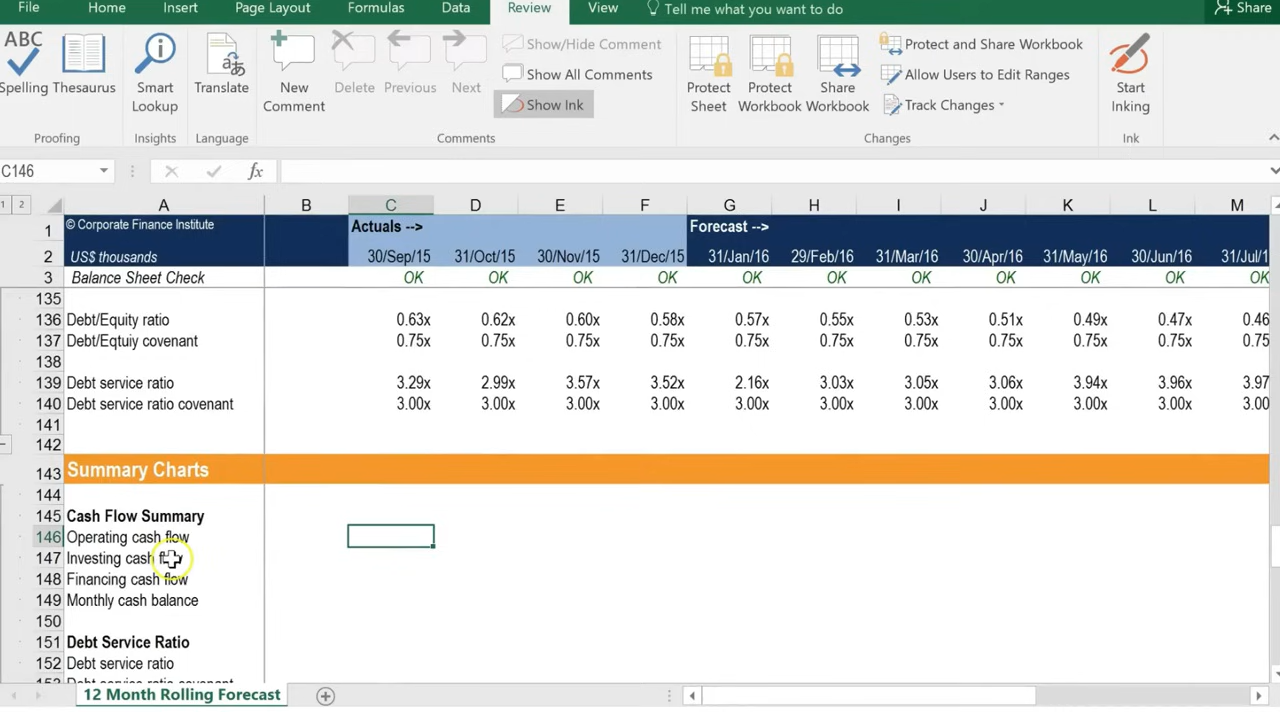 File Home Insert Page Layout Formulas Data Review View Tell me what you want to do Share
ABC
Spelling Thesaurus Smart Lookup Translate New Comment Delete Previous Next
Show/Hide Comment
Show All Comments
Show Ink
Protect Sheet Protect Workbook Share Workbook
Protect and Share Workbook
Allow Users to Edit Ranges
Track Changes
Start Inking
Proofing Insights Language Comments Changes Ink
C146 fx
1 2 A B C D E F G H I J K L M
1 © Corporate Finance Institute Actuals --> Forecast -->
2 US$ thousands 30/Sep/15 31/Oct/15 30/Nov/15 31/Dec/15 31/Jan/16 29/Feb/16 31/Mar/16 30/Apr/16 31/May/16 30/Jun/16 31/Jul/1
3 Balance Sheet Check OK OK OK OK OK OK OK OK OK OK OK
135
136 Debt/Equity ratio 0.63x 0.62x 0.60x 0.58x 0.57x 0.55x 0.53x 0.51x 0.49x 0.47x 0.46
137 Debt/Eqtuiy covenant 0.75x 0.75x 0.75x 0.75x 0.75x 0.75x 0.75x 0.75x 0.75x 0.75x 0.75
138
139 Debt service ratio 3.29x 2.99x 3.57x 3.52x 2.16x 3.03x 3.05x 3.06x 3.94x 3.96x 3.97
140 Debt service ratio covenant 3.00x 3.00x 3.00x 3.00x 3.00x 3.00x 3.00x 3.00x 3.00x 3.00x 3.00
141
142
143 Summary Charts
144
145 Cash Flow Summary
146 Operating cash flow
147 Investing cash flow
148 Financing cash flow
149 Monthly cash balance
150
151 Debt Service Ratio
152 Debt service ratio
153 Debt service ratio covenant
12 Month Rolling Forecast